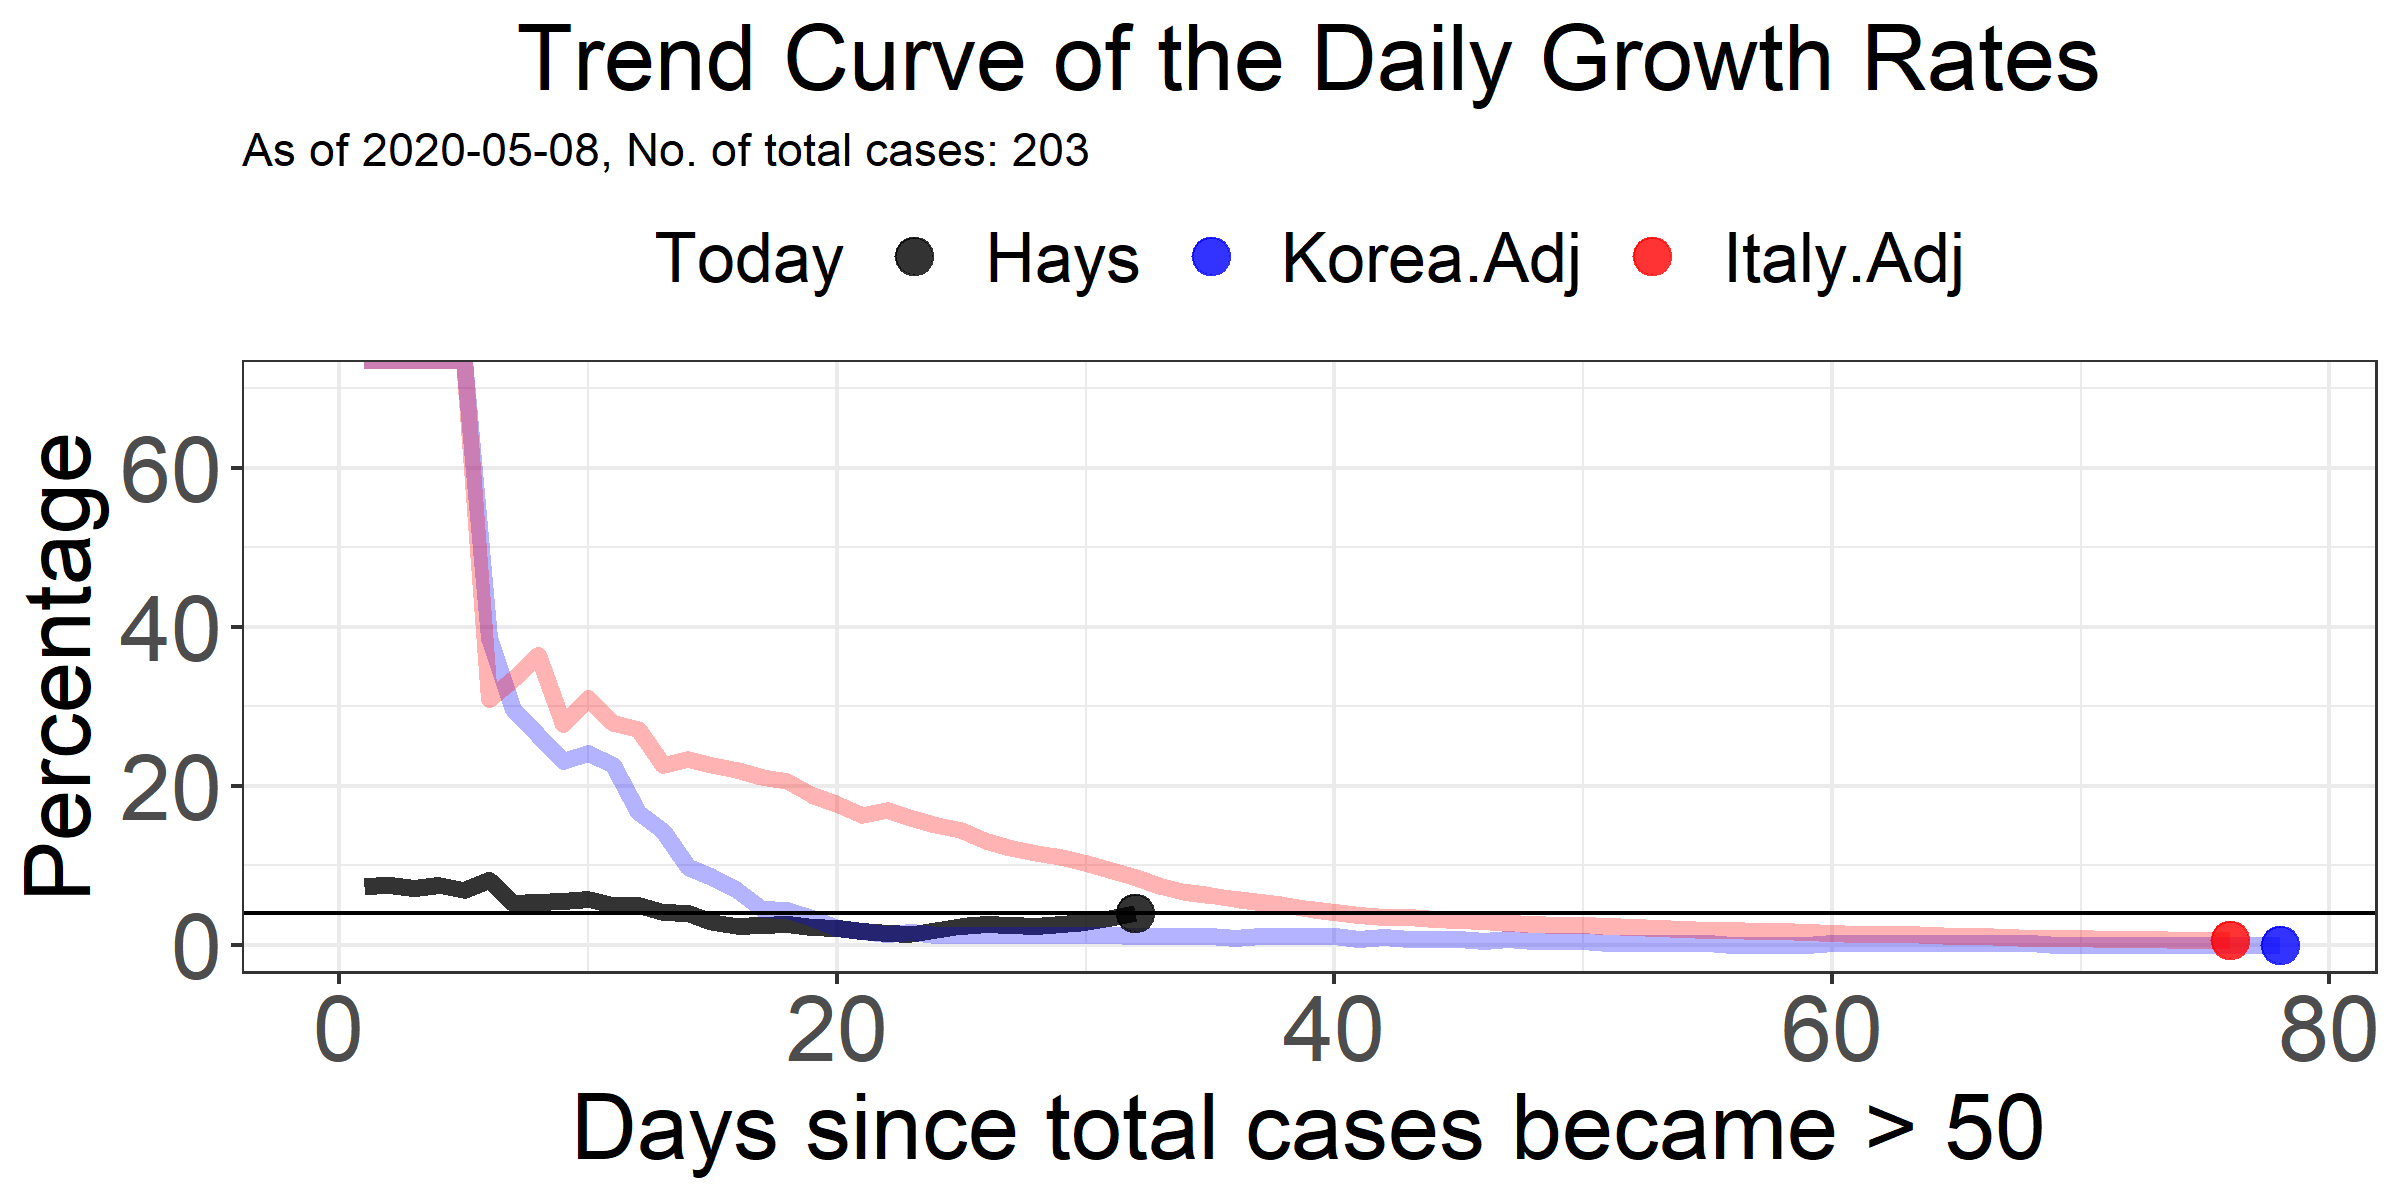 Trend Curve of the Daily Growth Rates
As of 2020-05-08, No. of total cases: 203
Today Hays Korea.Adj Italy.Adj
Percentage
60
40
20
0
0 20 40 60 80
Days since total cases became > 50